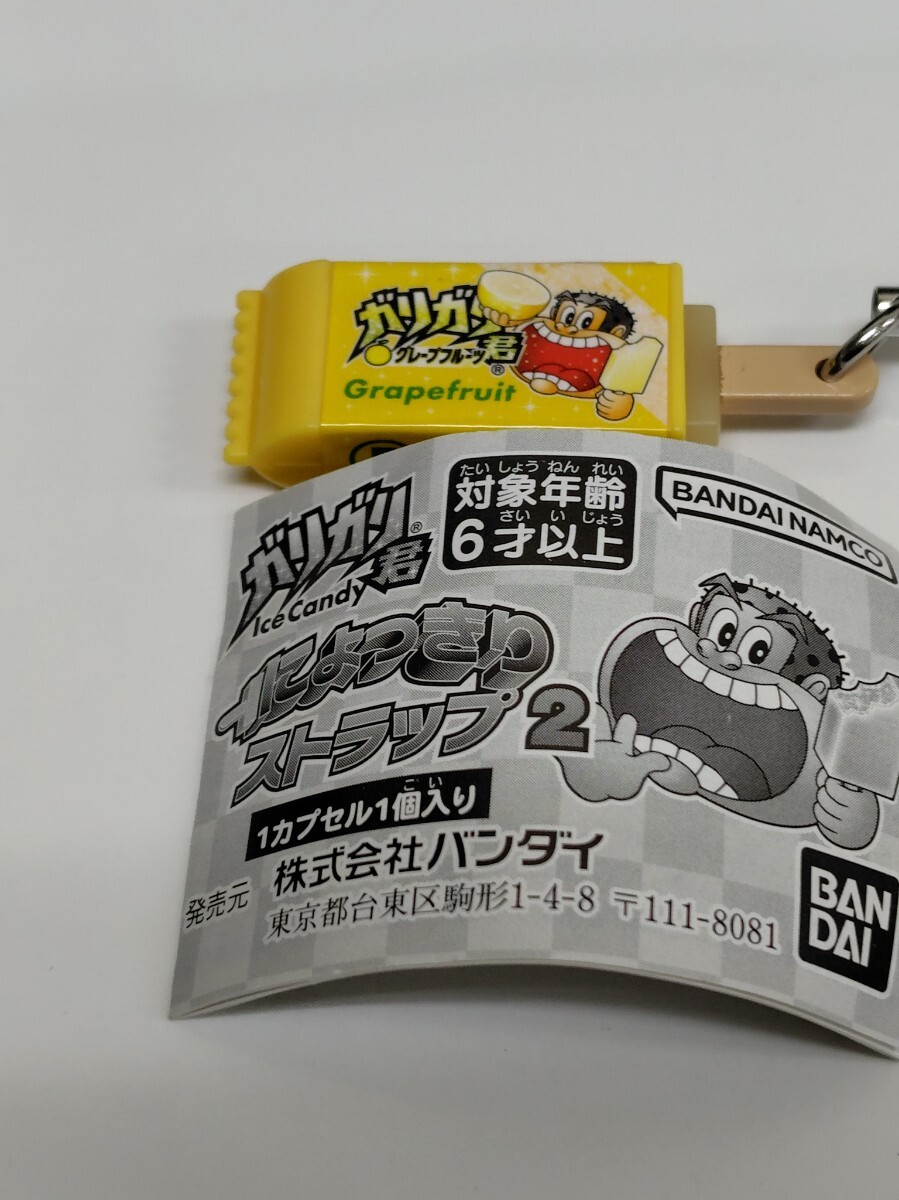 ガリガリ君
グレープフルーツ
®
Grapefruit
たいしょうねんれい
対象年齢
さいいじょう
6才以上
BANDAI NAMCO
ガリガリ君®
Ice Candy
にょっきり
ストラップ2
こい
1カプセル1個入り
発売元
株式会社バンダイ
東京都台東区駒形1-4-8 〒111-8081
BAN
DAI